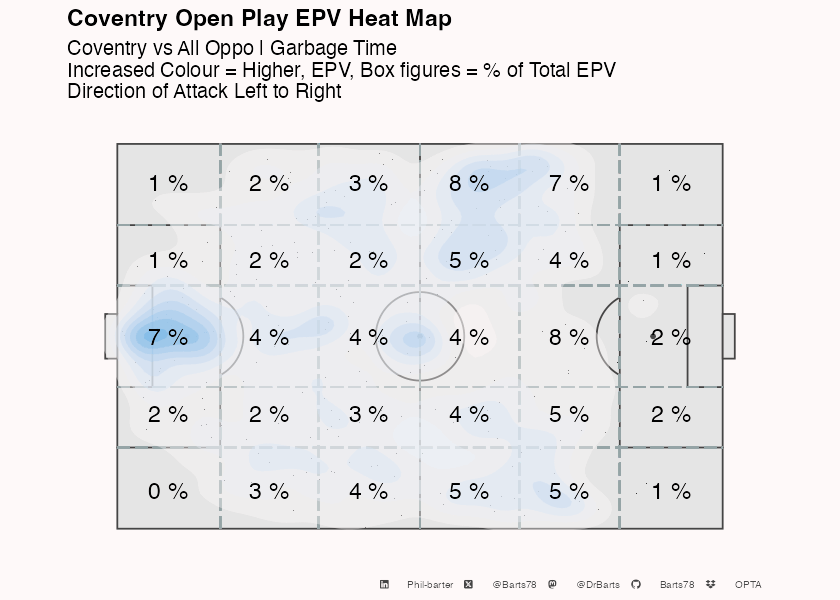 Coventry Open Play EPV Heat Map
Coventry vs All Oppo | Garbage Time
Increased Colour = Higher, EPV, Box figures = % of Total EPV
Direction of Attack Left to Right
1 % 2 % 3 % 8 % 7 % 1 %
1 % 2 % 2 % 5 % 4 % 1 %
7 % 4 % 4 % 4 % 8 % 2 %
2 % 2 % 3 % 4 % 5 % 2 %
0 % 3 % 4 % 5 % 5 % 1 %
Phil-barter @Barts78 @DrBarts Barts78 OPTA